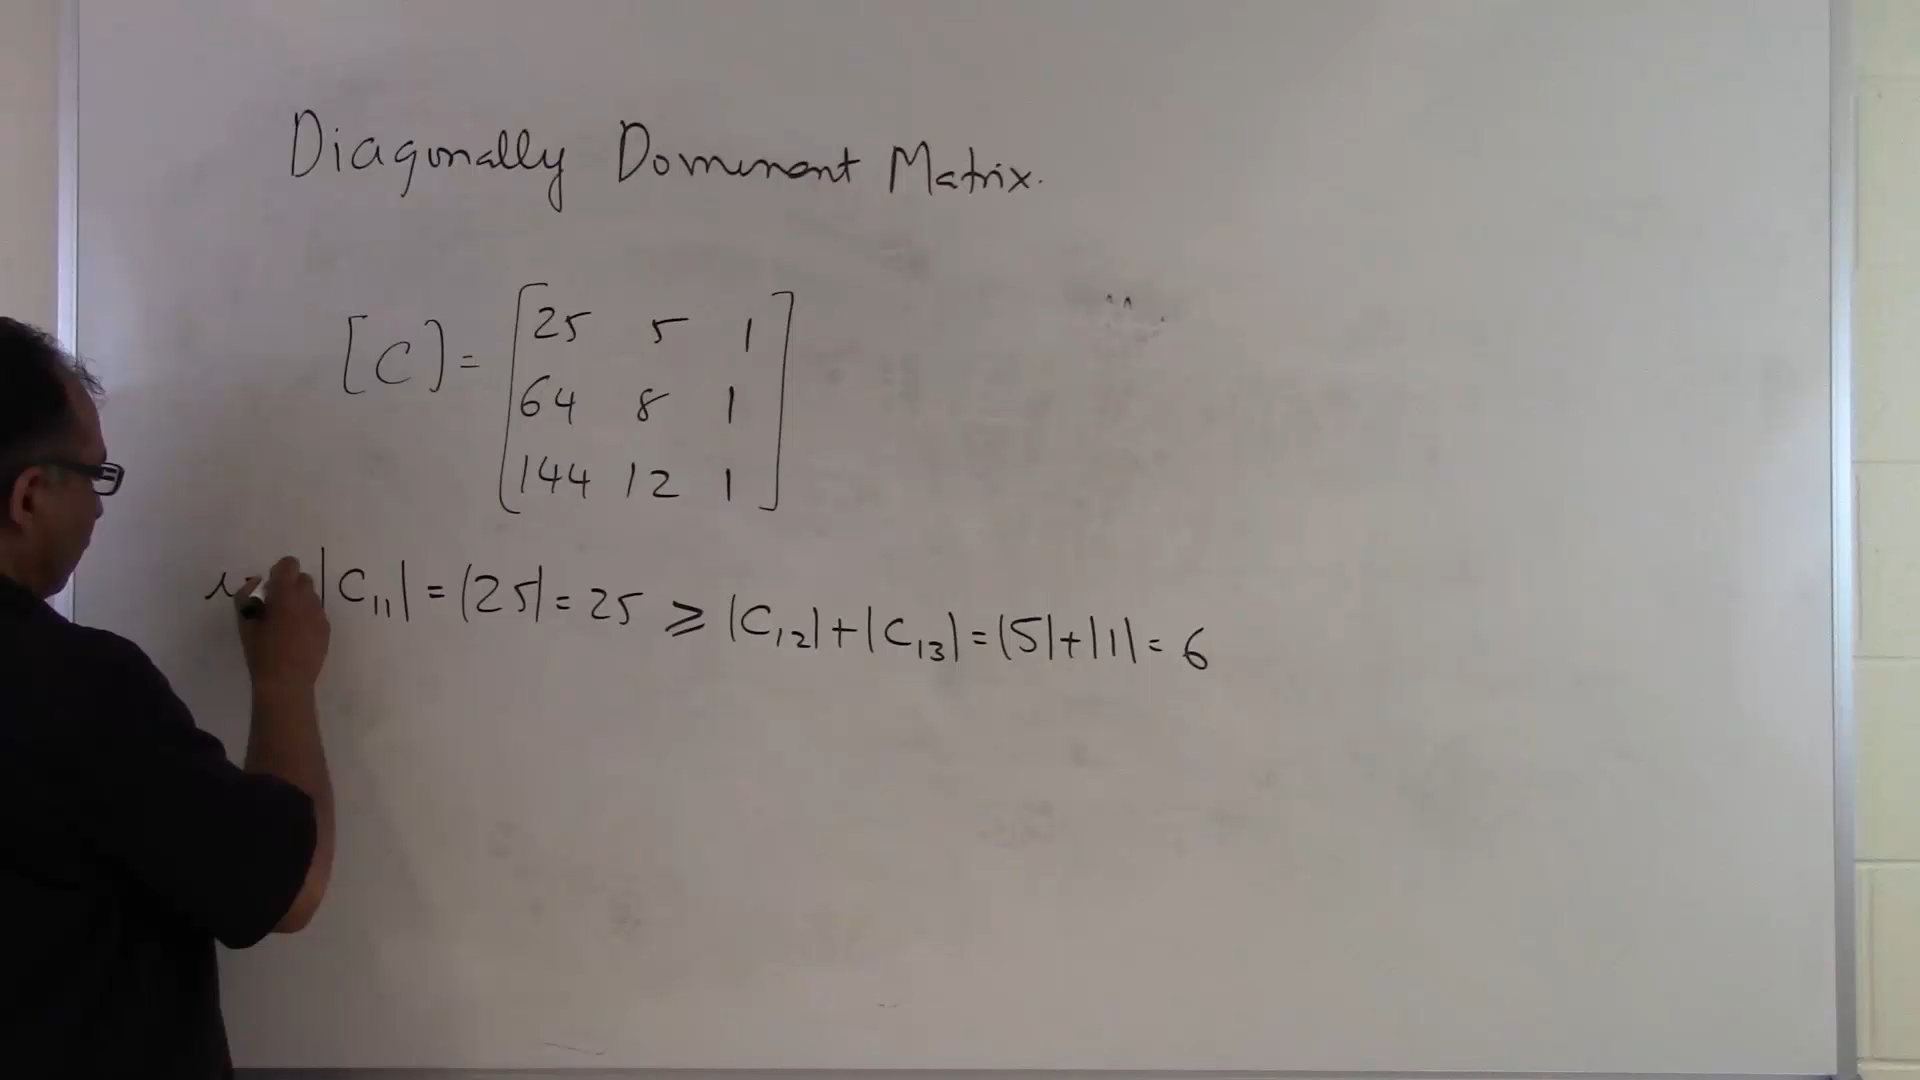 Diagonally Dominant Matrix.
[C] = [25 5 1
64 8 1
144 12 1]
|C₁₁| = |25| = 25 ≥ |C₁₂| + |C₁₃| = |5| + |1| = 6